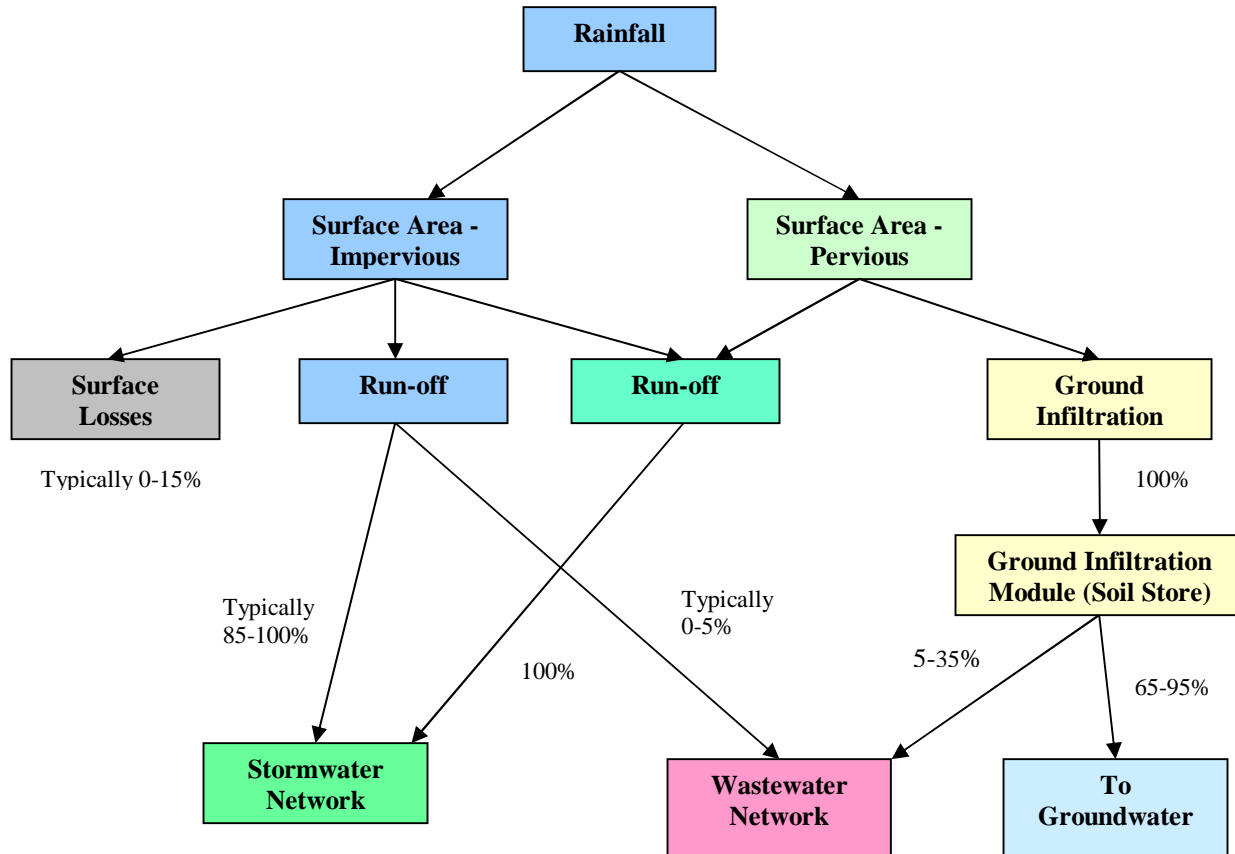 Rainfall
Surface Area -
Impervious
Surface Area -
Pervious
Surface
Losses
Run-off
Run-off
Ground
Infiltration
Typically 0-15%
100%
Ground Infiltration
Module (Soil Store)
Typically
85-100%
Typically
0-5%
100%
5-35%
65-95%
Stormwater
Network
Wastewater
Network
To
Groundwater